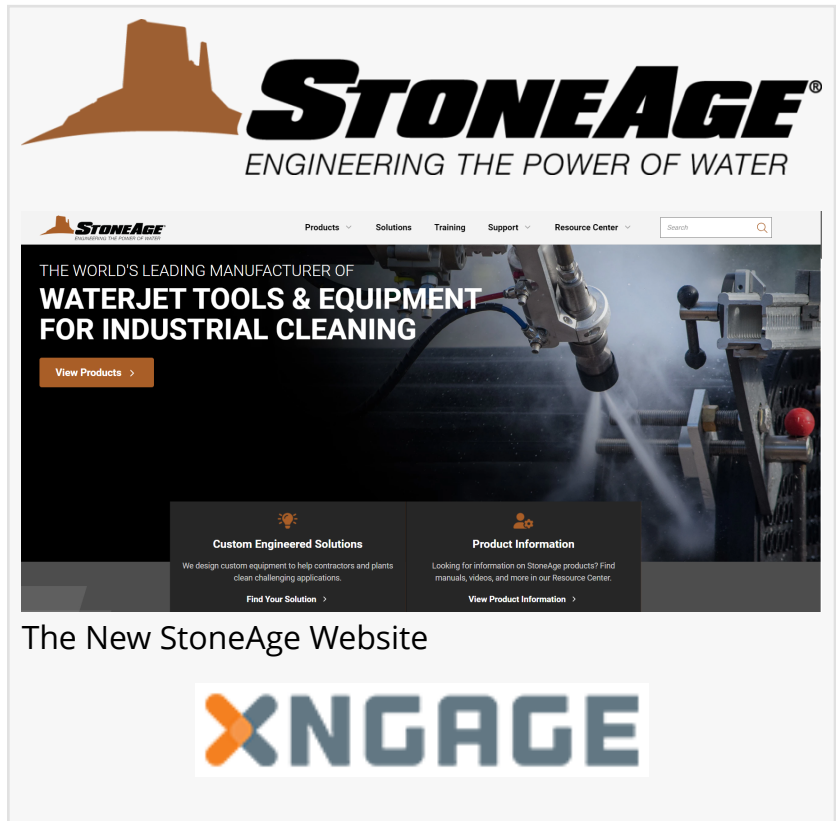 STONEAGE®
ENGINEERING THE POWER OF WATER
STONEAGE
ENGINEERING THE POWER OF WATER
Products
Solutions
Training
Support
Resource Center
Search
THE WORLD'S LEADING MANUFACTURER OF
WATERJET TOOLS & EQUIPMENT
FOR INDUSTRIAL CLEANING
View Products >
Custom Engineered Solutions
We design custom equipment to help contractors and plants
clean challenging applications.
Find Your Solution >
Product Information
Looking for information on StoneAge products? Find
manuals, videos, and more in our Resource Center.
View Product Information >
The New StoneAge Website
XNGAGE